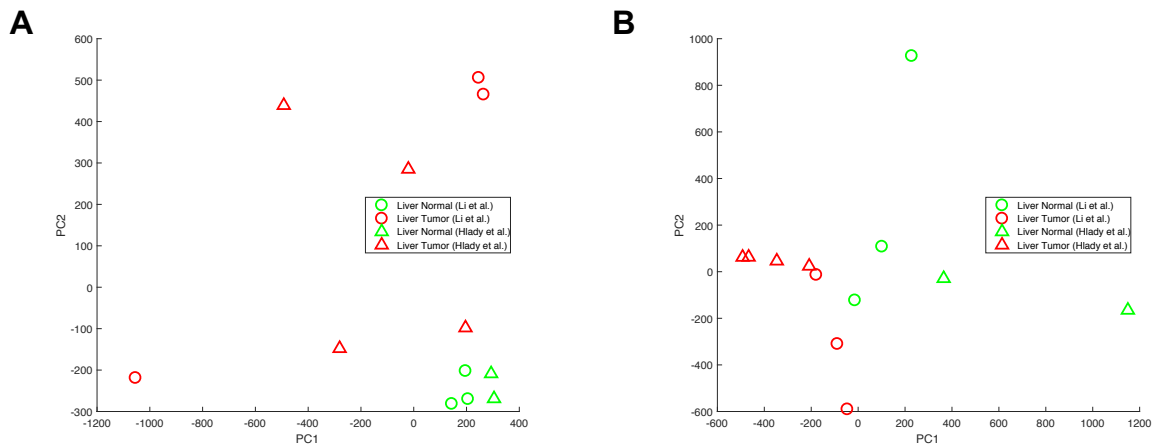 A
600
500
400
300
200
100
0
-100
-200
-300
PC2
-1200
-1000
-800
-600
-400
-200
0
200
400
PC1
Liver Normal (Li et al.)
Liver Tumor (Li et al.)
Liver Normal (Hlady et al.)
Liver Tumor (Hlady et al.)
B
1000
800
600
400
200
0
-200
-400
-600
PC2
-600
-400
-200
0
200
400
600
800
1000
1200
PC1
Liver Normal (Li et al.)
Liver Tumor (Li et al.)
Liver Normal (Hlady et al.)
Liver Tumor (Hlady et al.)